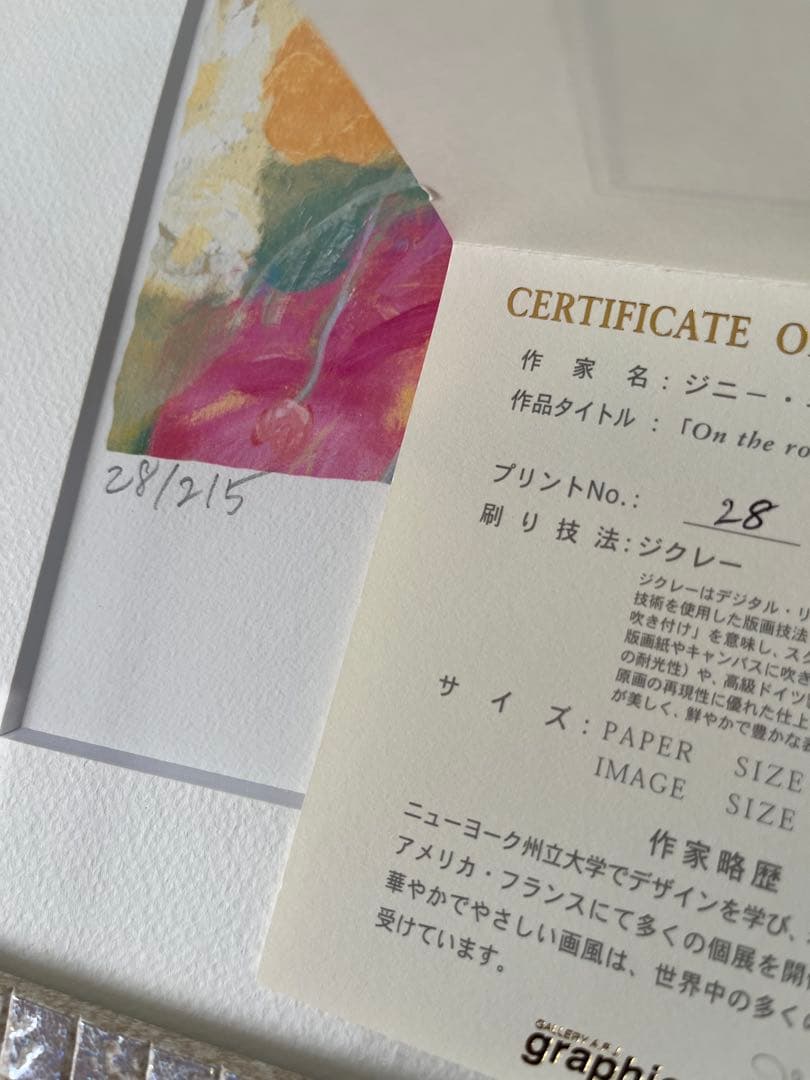 28/215
CERTIFICATE
作家名:ジニー・
作品タイトル:「On the
プリントNo.: 28
刷り技法:ジクレー
ジクレーはデジタル・リ
技術を使用した版画技法
吹き付け」を意味し、スク
版画紙やキャンバスに吹き
の耐光性)や、高級ドイツ
原画の再現性に優れた仕上
が美しく、鮮やかで豊かな
サイズ:PAPER SIZE
IMAGE SIZE
作家略歴
ニューヨーク州立大学でデザインを学び、
アメリカ・フランスにて多くの個展を開
華やかでやさしい画風は、世界中の多く
受けています。
GALLERY
graphi